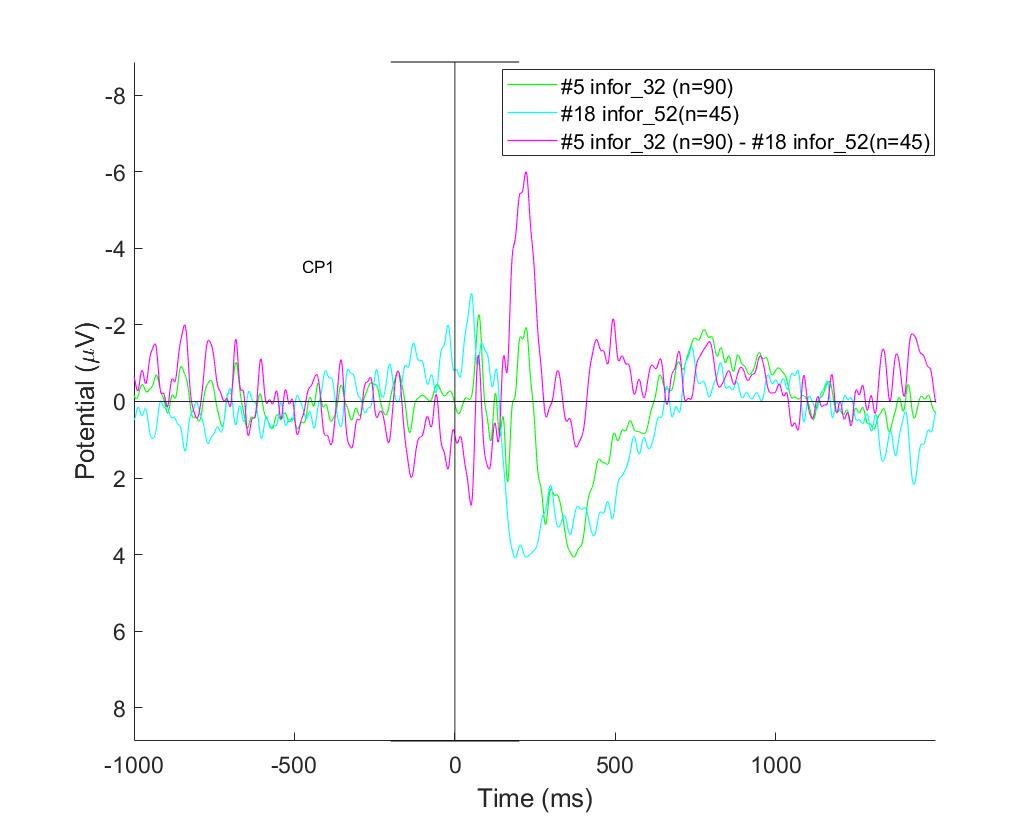 #5 infor_32 (n=90)
#18 infor_52(n=45)
#5 infor_32 (n=90) - #18 infor_52(n=45)
CP1
Potential (μV)
-8
-6
-4
-2
0
2
4
6
8
-1000 -500 0 500 1000
Time (ms)